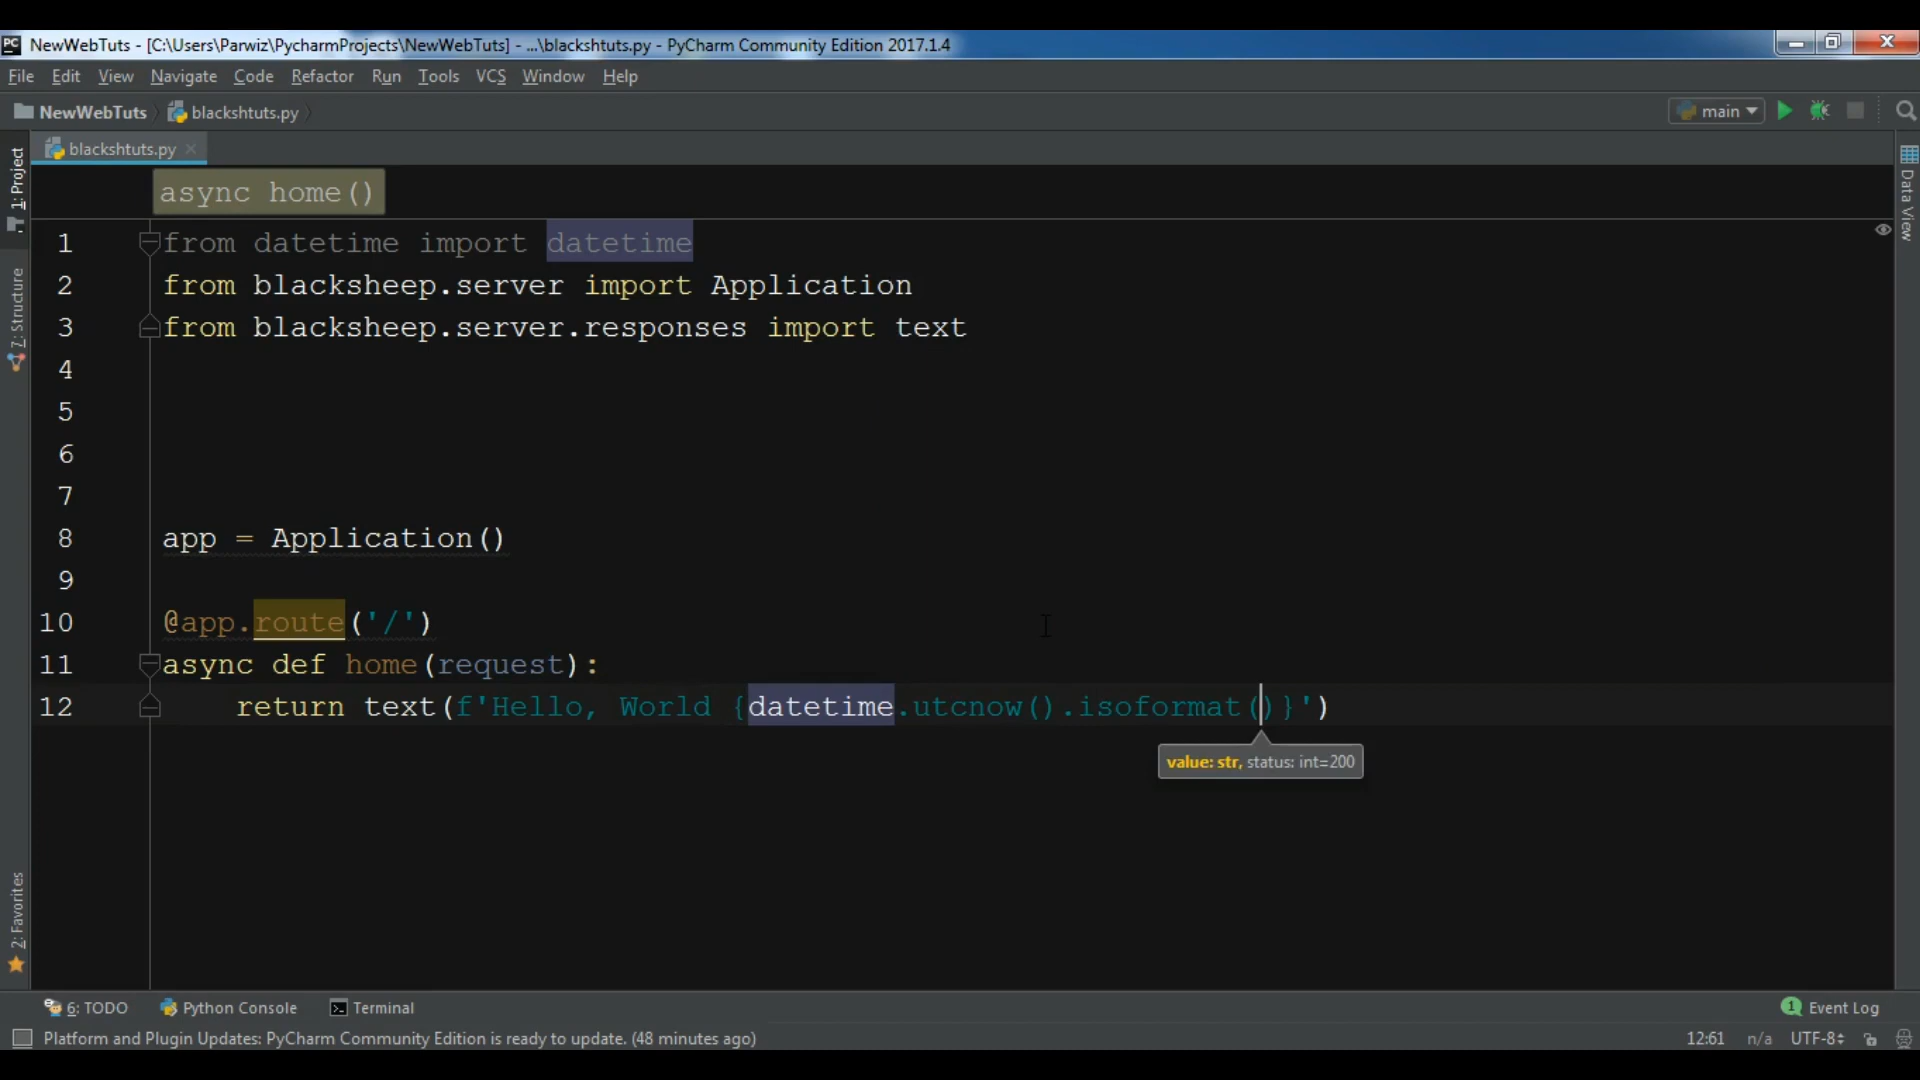 NewWebTuts - [C:\Users\Parwiz\PycharmProjects\NewWebTuts] - ...\blackshtuts.py - PyCharm Community Edition 2017.1.4
File Edit View Navigate Code Refactor Run Tools VCS Window Help
NewWebTuts blackshtuts.py main
blackshtuts.py
async home()
1 from datetime import datetime
2 from blacksheep.server import Application
3 from blacksheep.server.responses import text
4
5
6
7
8 app = Application()
9
10 @app.route('/')
11 async def home(request):
12 return text(f'Hello, World {datetime.utcnow().isoformat()}')
value: str, status: int=200
1: Project
7: Structure
2: Favorites
Data View
6: TODO Python Console Terminal 1 Event Log
Platform and Plugin Updates: PyCharm Community Edition is ready to update. (48 minutes ago) 12:61 n/a UTF-8